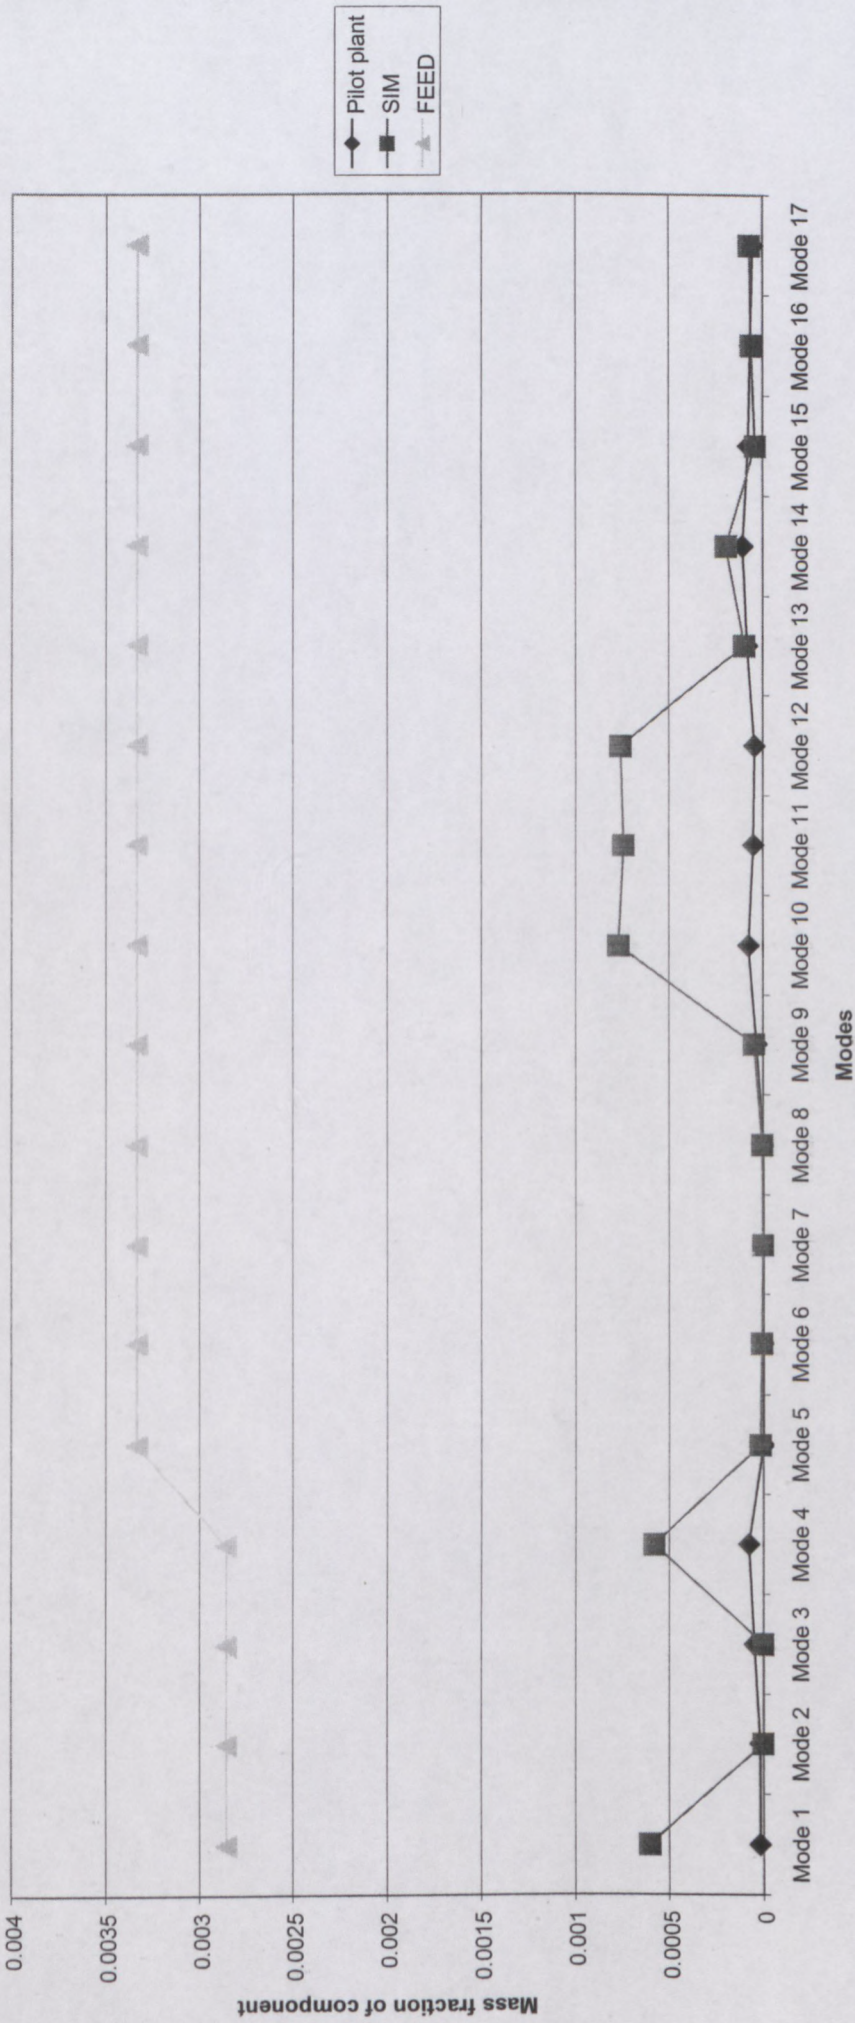 Mass fraction of component
0.004
0.0035
0.003
0.0025
0.002
0.0015
0.001
0.0005
0
Mode 1 Mode 2 Mode 3 Mode 4 Mode 5 Mode 6 Mode 7 Mode 8 Mode 9 Mode 10 Mode 11 Mode 12 Mode 13 Mode 14 Mode 15 Mode 16 Mode 17
Modes
Pilot plant
SIM
FEED